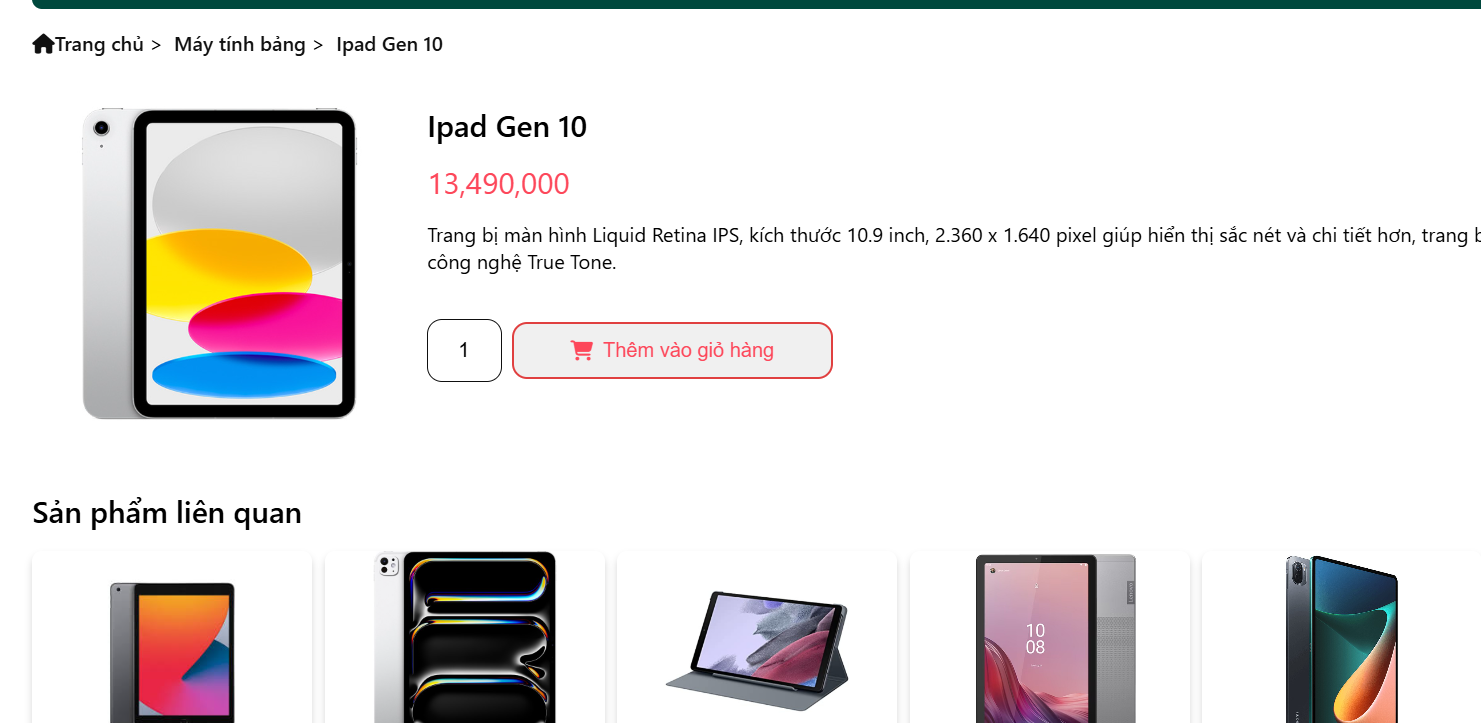 Trang chủ > Máy tính bảng > Ipad Gen 10
Ipad Gen 10
13,490,000
Trang bị màn hình Liquid Retina IPS, kích thước 10.9 inch, 2.360 x 1.640 pixel giúp hiển thị sắc nét và chi tiết hơn, trang
công nghệ True Tone.
1
Thêm vào giỏ hàng
Sản phẩm liên quan
10
08
Lenovo